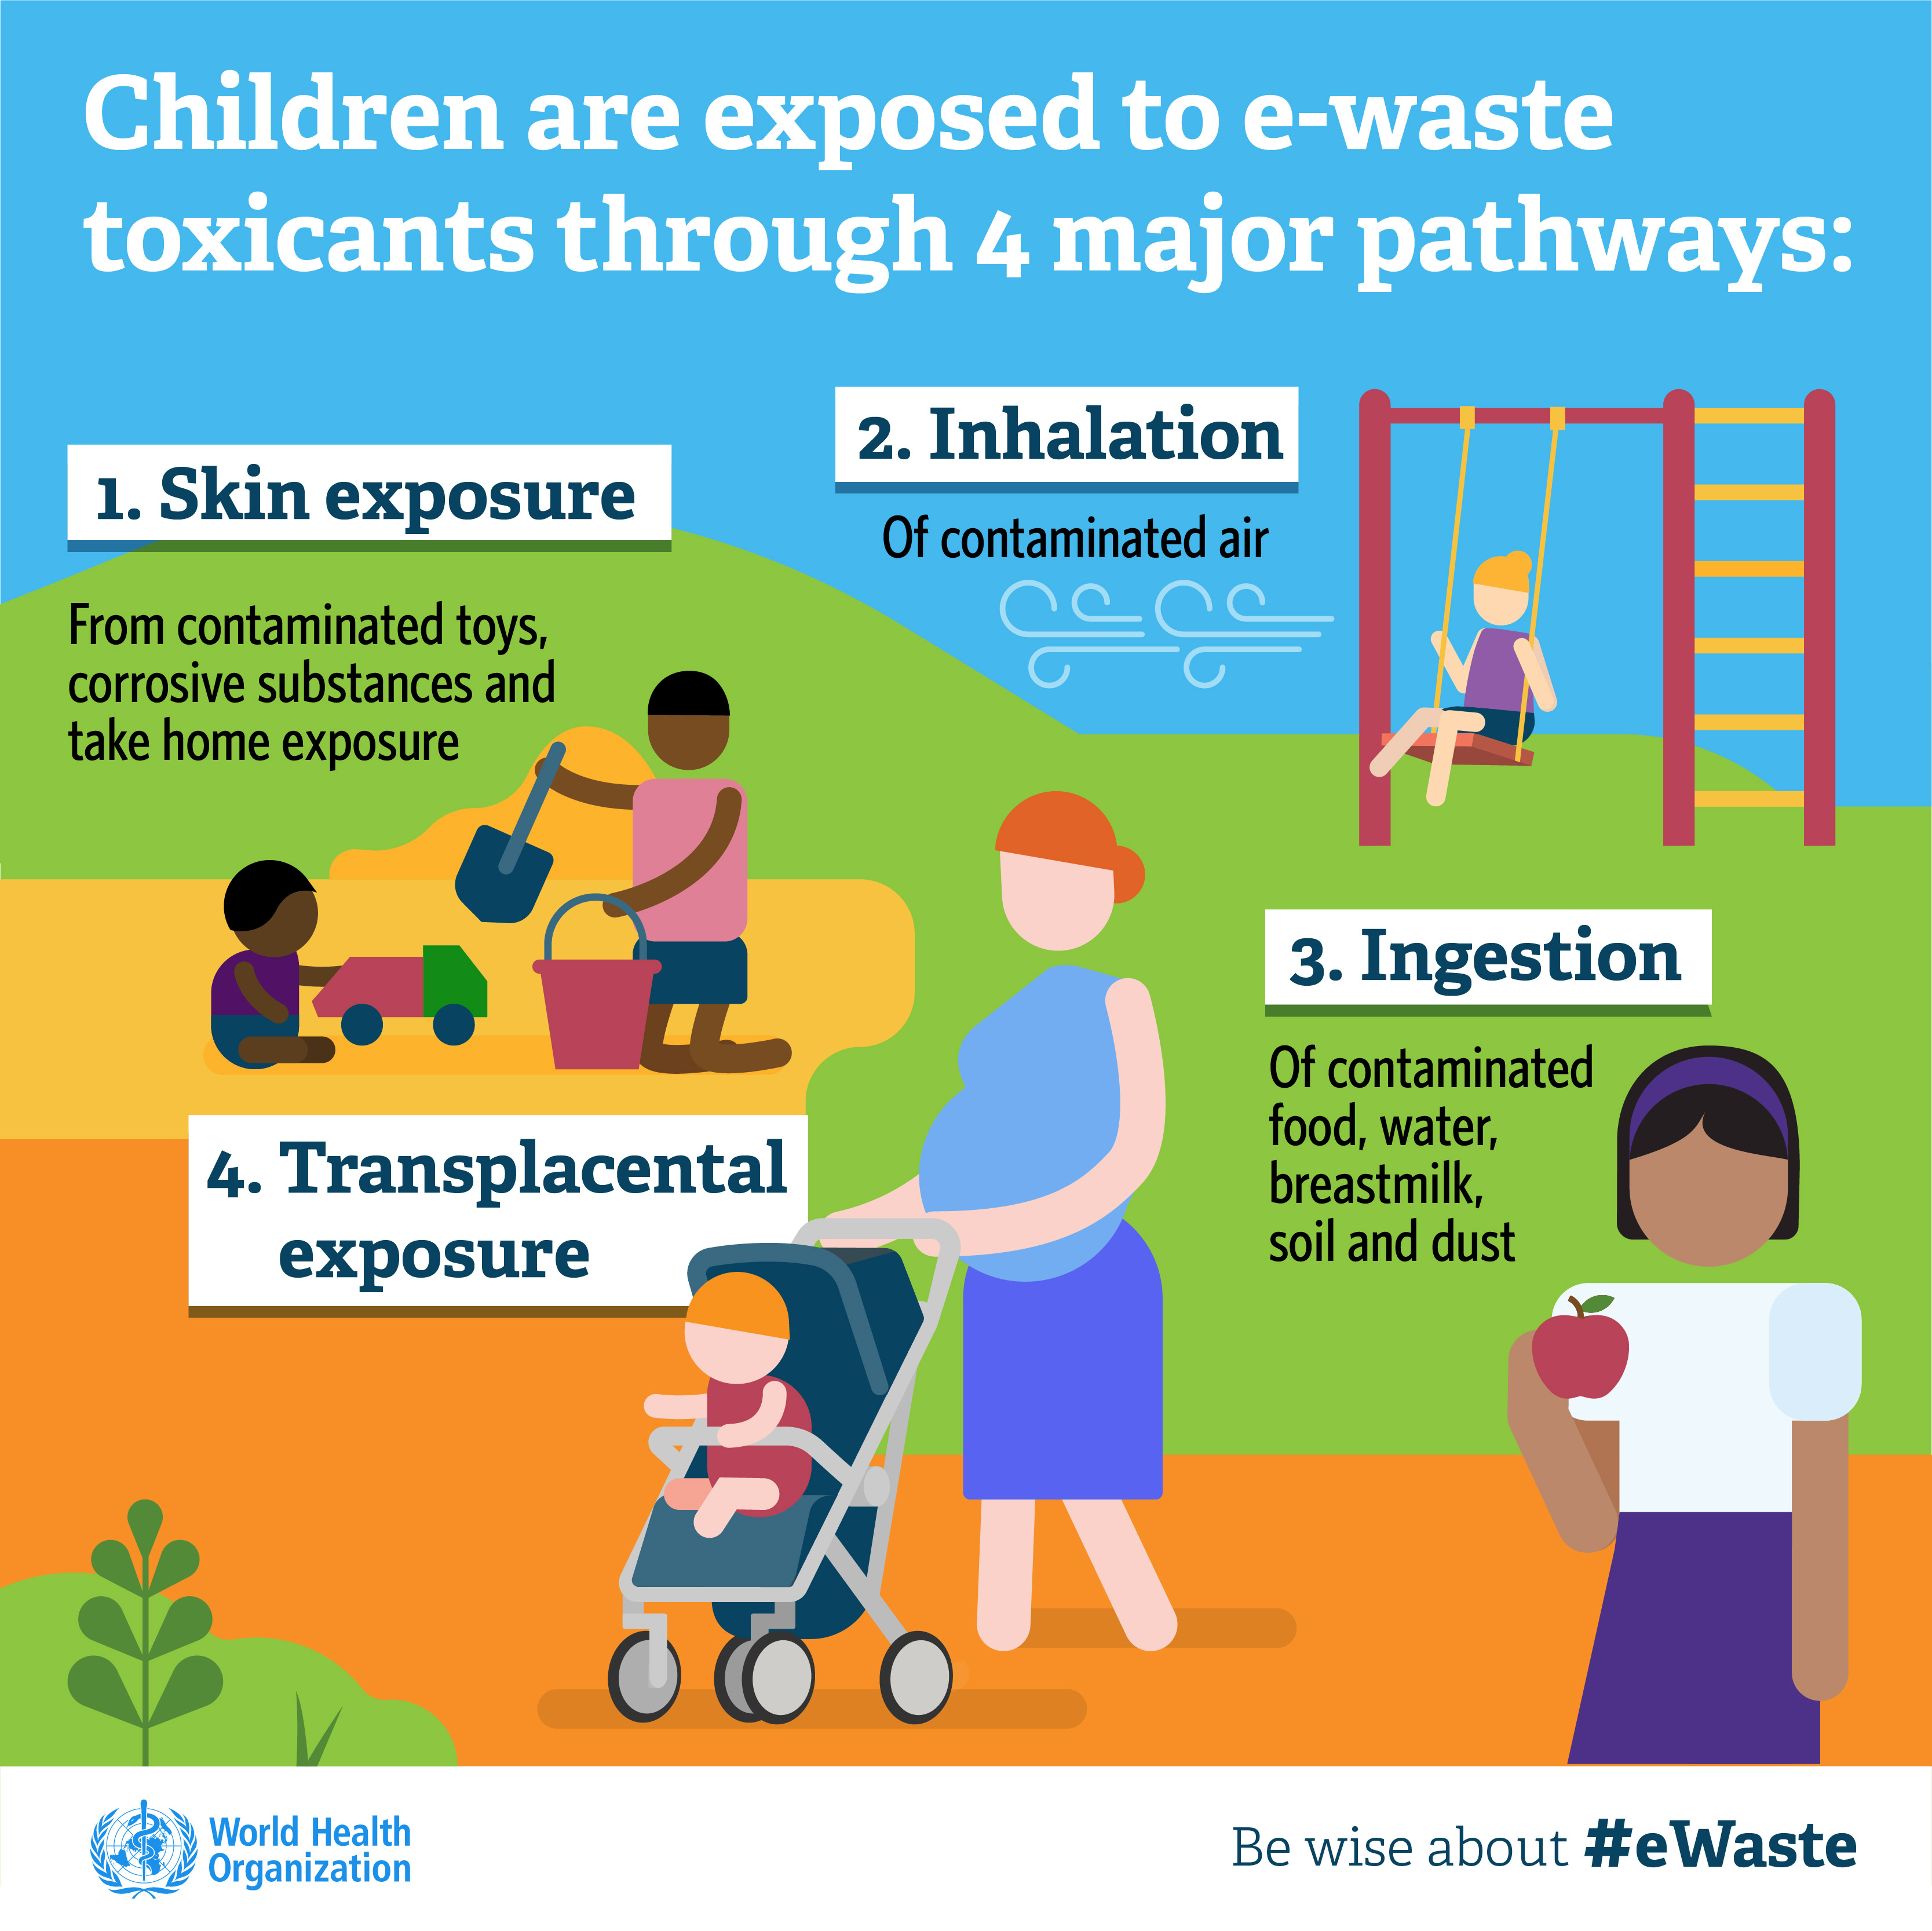 Children are exposed to e-waste
toxicants through 4 major pathways:
1. Skin exposure
From contaminated toys,
corrosive substances and
take home exposure
2. Inhalation
Of contaminated air
3. Ingestion
Of contaminated
food, water,
breastmilk,
soil and dust
4. Transplacental
exposure
World Health
Organization
Be wise about #eWaste